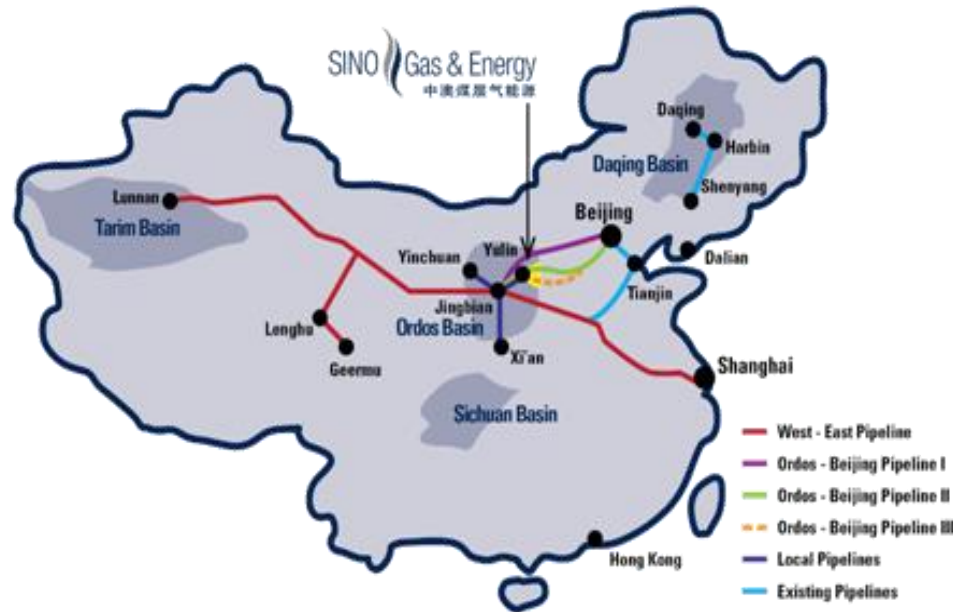 SINO Gas & Energy
中澳煤层气能源
Daqing
Harbin
Daqing Basin
Shenyang
Lunnan
Beijing
Tarim Basin
Yulin
Yinchuan
Dalian
Tianjin
Jingbian
Lenghu
Ordos Basin
Xi'an
Geermu
Shanghai
Sichuan Basin
West - East Pipeline
Ordos - Beijing Pipeline I
Ordos - Beijing Pipeline II
Ordos - Beijing Pipeline III
Hong Kong
Local Pipelines
Existing Pipelines